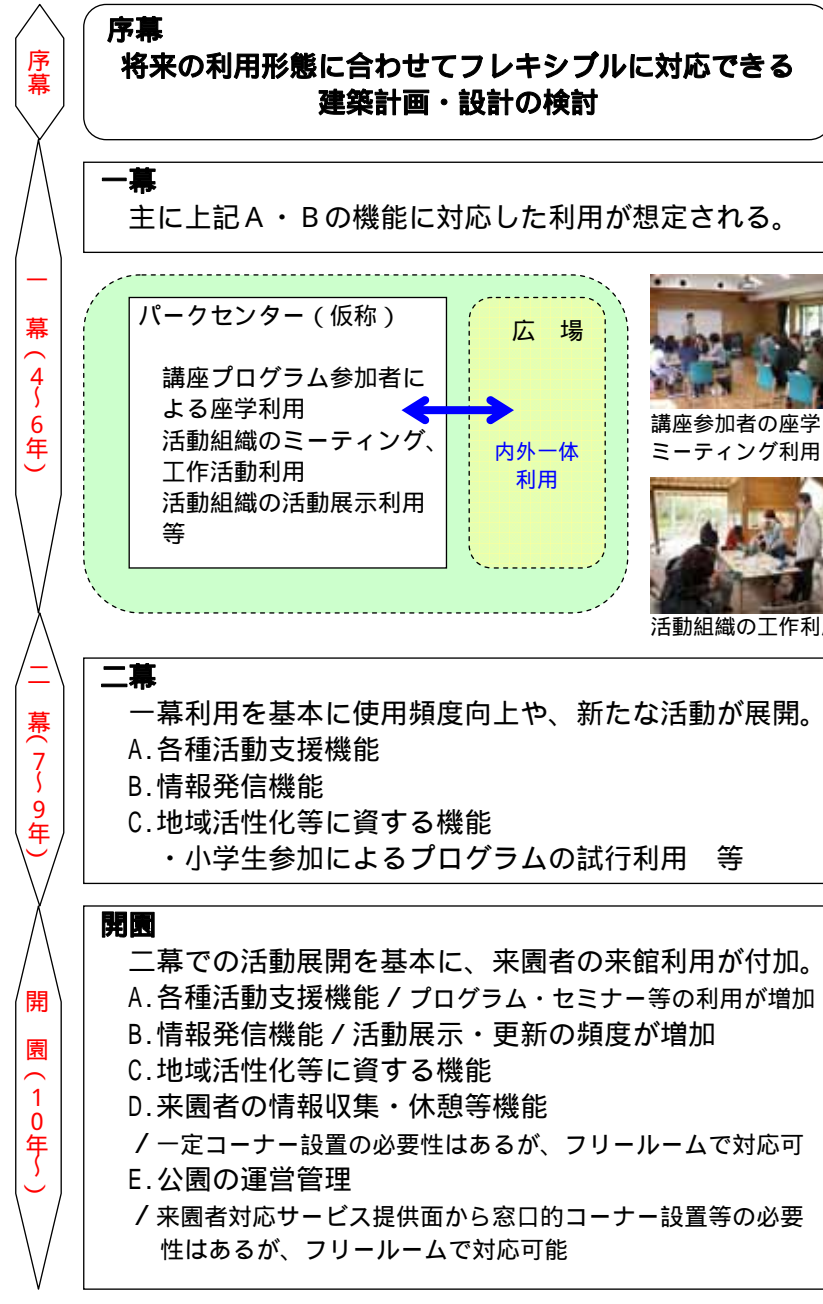 序幕
序幕
将来の利用形態に合わせてフレキシブルに対応できる
建築計画・設計の検討
一幕(4~6年)
一幕
主に上記A・Bの機能に対応した利用が想定される。
パークセンター(仮称)
講座プログラム参加者に
よる座学利用
活動組織のミーティング、
工作活動利用
活動組織の活動展示利用
等
広 場
内外一体
利用
講座参加者の座学
ミーティング利用
活動組織の工作利
二幕(7~9年)
二幕
一幕利用を基本に使用頻度向上や、新たな活動が展開。
A.各種活動支援機能
B.情報発信機能
C.地域活性化等に資する機能
・小学生参加によるプログラムの試行利用 等
開園(10年~)
開園
二幕での活動展開を基本に、来園者の来館利用が付加。
A.各種活動支援機能/プログラム・セミナー等の利用が増加
B.情報発信機能/活動展示・更新の頻度が増加
C.地域活性化等に資する機能
D.来園者の情報収集・休憩等機能
/一定コーナー設置の必要性はあるが、フリールームで対応可
E.公園の運営管理
/来園者対応サービス提供面から窓口的コーナー設置等の必要
性はあるが、フリールームで対応可能